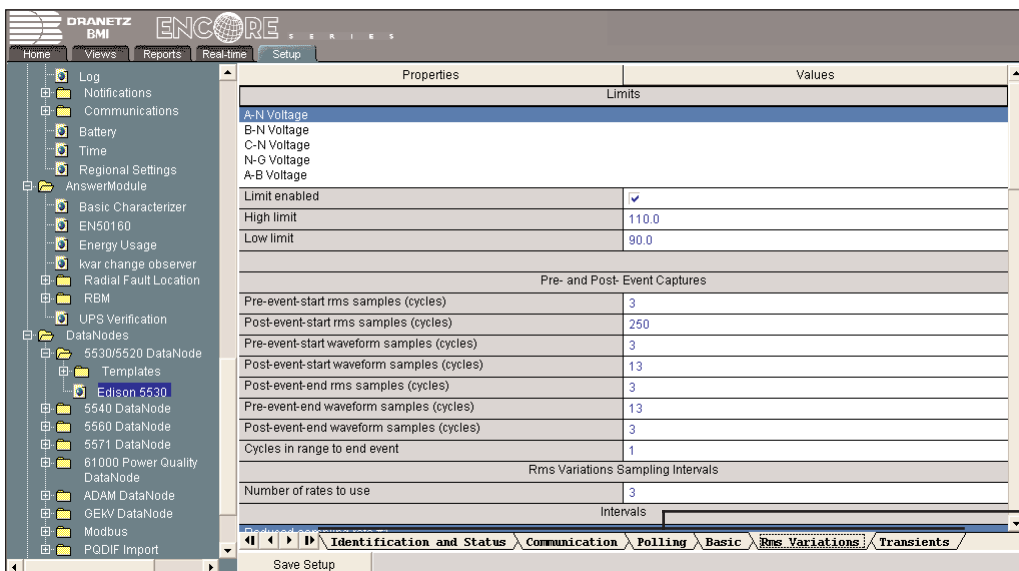 DRANETZ
BMI
ENCORE
SERIES
Home Views Reports Real-time Setup
Log
Notifications
Communications
Battery
Time
Regional Settings
AnswerModule
Basic Characterizer
EN50160
Energy Usage
kvar change observer
Radial Fault Location
RBM
UPS Verification
DataNodes
5530/5520 DataNode
Templates
Edison 5530
5540 DataNode
5560 DataNode
5571 DataNode
61000 Power Quality
DataNode
ADAM DataNode
GEKV DataNode
Modbus
PQDIF Import
Properties Values
Limits
A-N Voltage
B-N Voltage
C-N Voltage
N-G Voltage
A-B Voltage
Limit enabled
High limit 110.0
Low limit 90.0
Pre- and Post- Event Captures
Pre-event-start rms samples (cycles) 3
Post-event-start rms samples (cycles) 250
Pre-event-start waveform samples (cycles) 3
Post-event-start waveform samples (cycles) 13
Post-event-end rms samples (cycles) 3
Pre-event-end waveform samples (cycles) 13
Post-event-end waveform samples (cycles) 3
Cycles in range to end event 1
Rms Variations Sampling Intervals
Number of rates to use 3
Intervals
Identification and Status Communication Polling Basic Rms Variations Transients
Save Setup